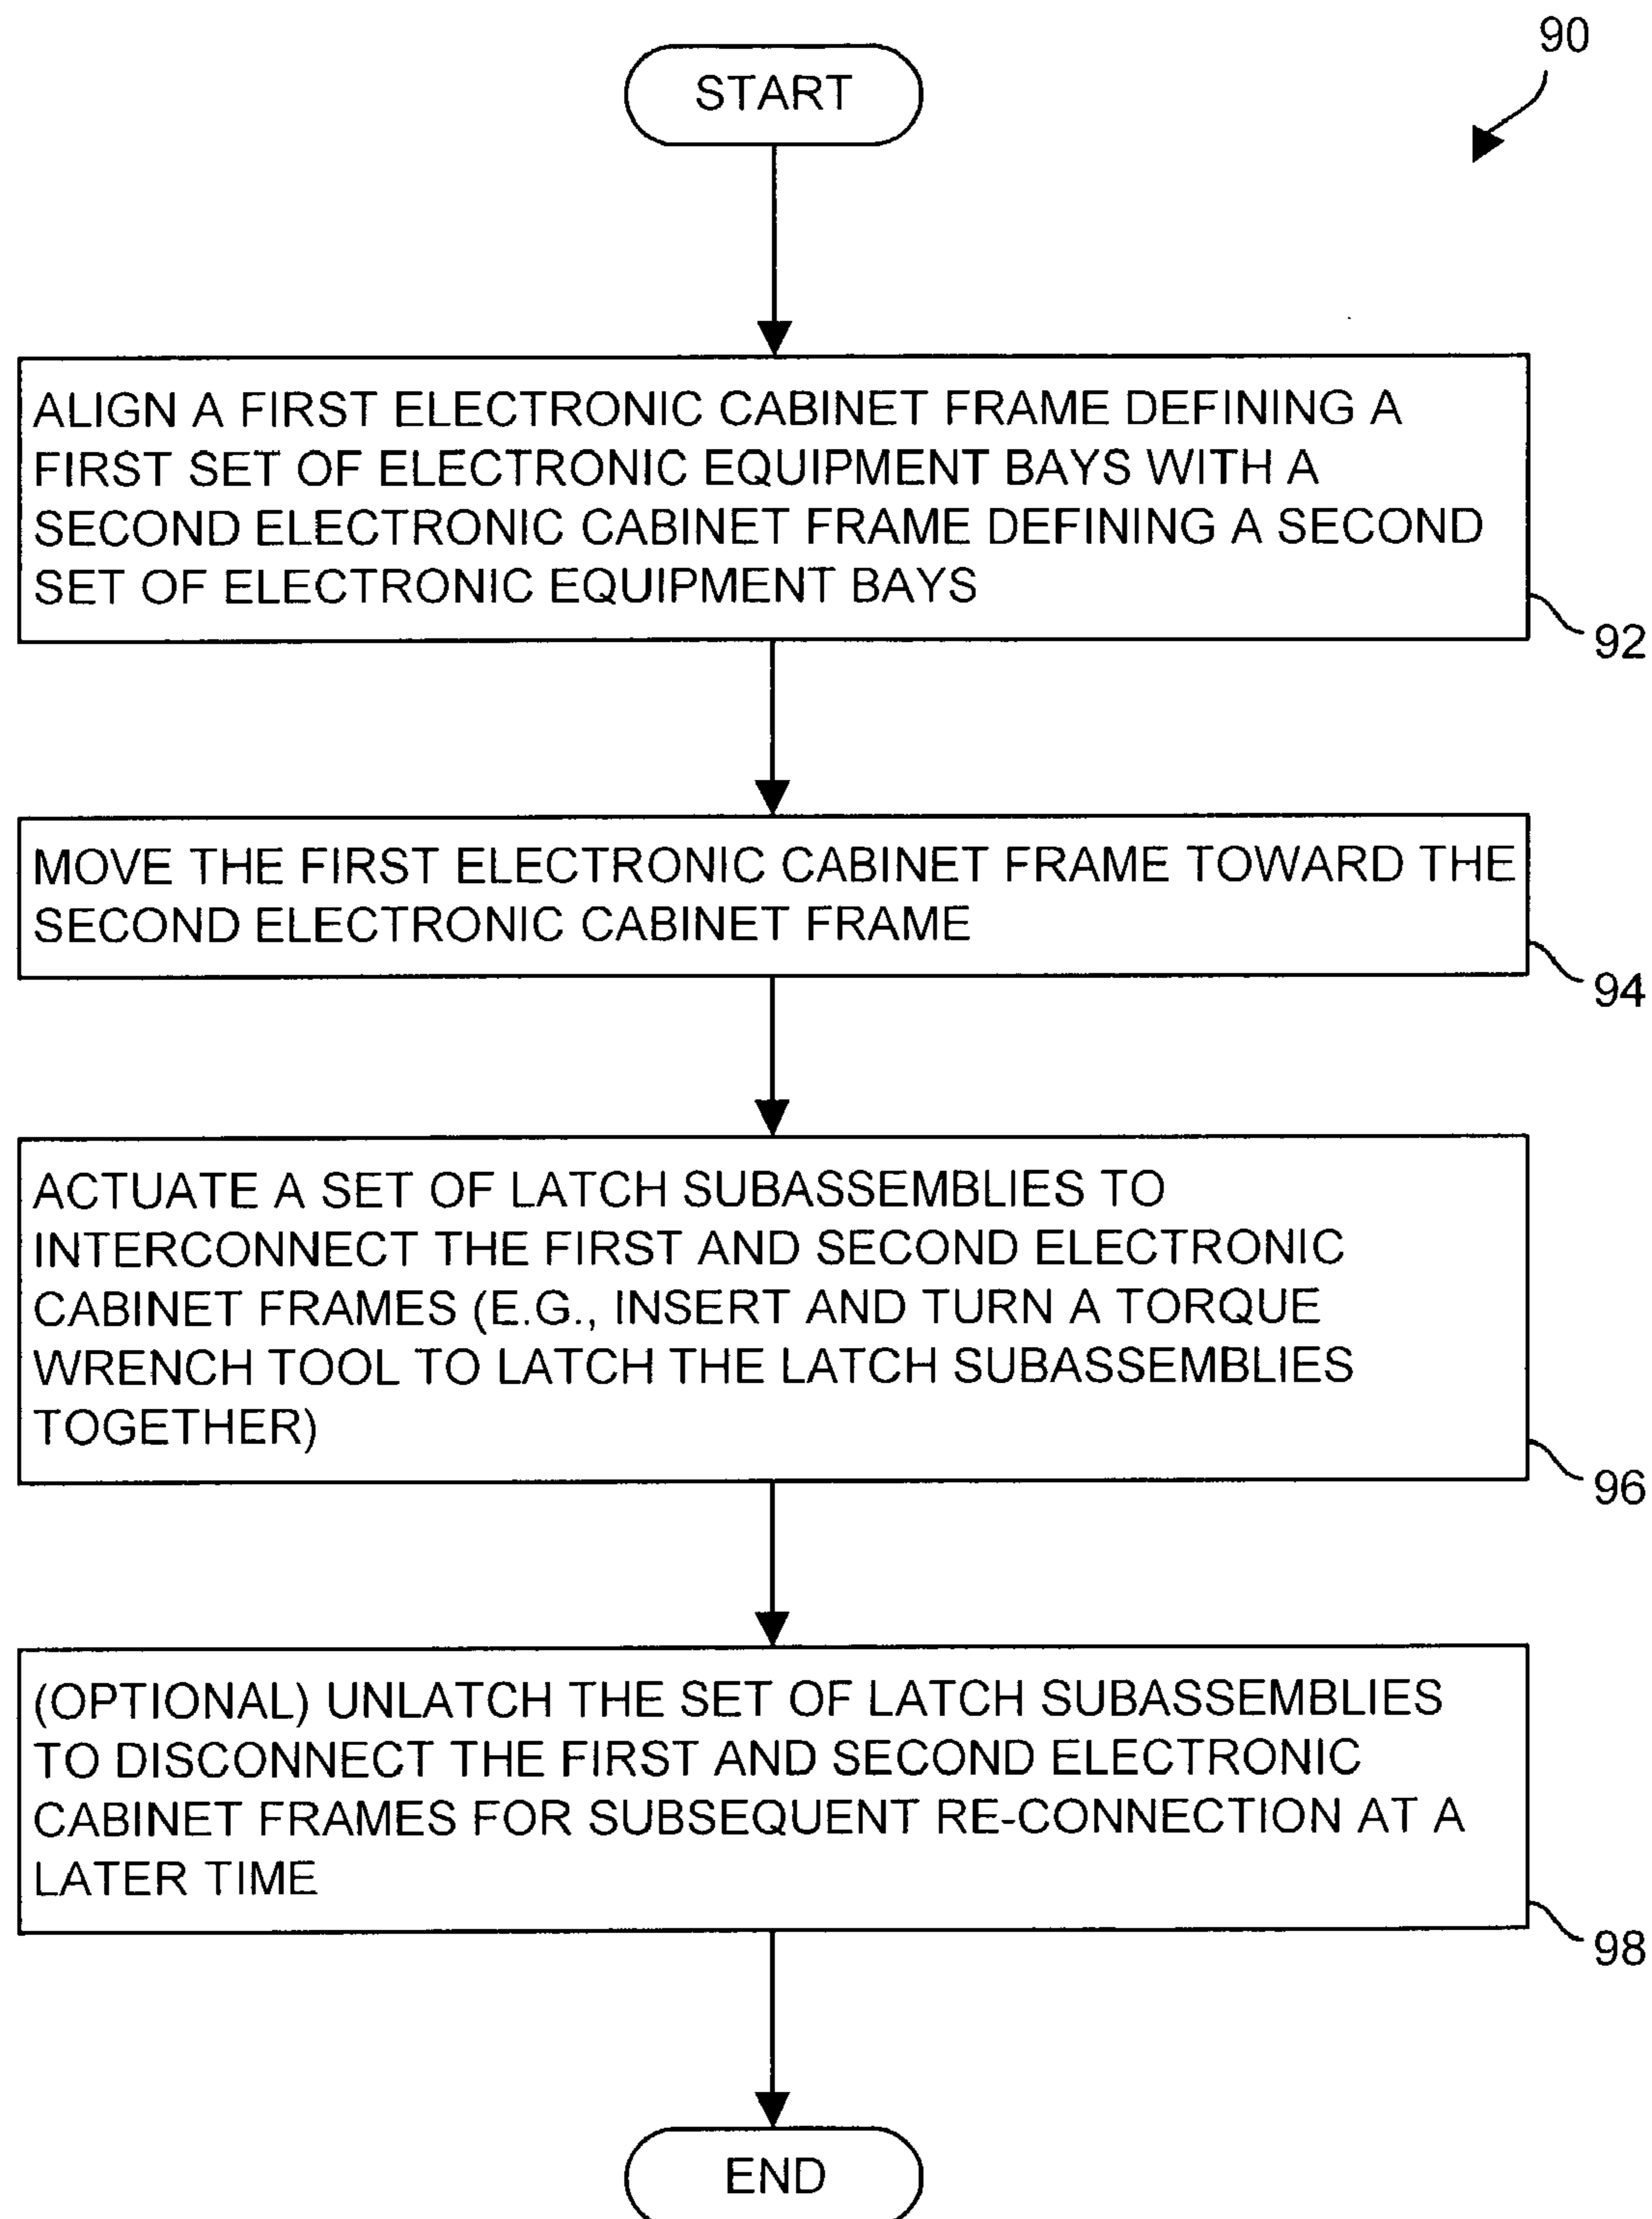 90
START
ALIGN A FIRST ELECTRONIC CABINET FRAME DEFINING A
FIRST SET OF ELECTRONIC EQUIPMENT BAYS WITH A
SECOND ELECTRONIC CABINET FRAME DEFINING A SECOND
SET OF ELECTRONIC EQUIPMENT BAYS
92
MOVE THE FIRST ELECTRONIC CABINET FRAME TOWARD THE
SECOND ELECTRONIC CABINET FRAME
94
ACTUATE A SET OF LATCH SUBASSEMBLIES TO
INTERCONNECT THE FIRST AND SECOND ELECTRONIC
CABINET FRAMES (E.G., INSERT AND TURN A TORQUE
WRENCH TOOL TO LATCH THE LATCH SUBASSEMBLIES
TOGETHER)
96
(OPTIONAL) UNLATCH THE SET OF LATCH SUBASSEMBLIES
TO DISCONNECT THE FIRST AND SECOND ELECTRONIC
CABINET FRAMES FOR SUBSEQUENT RE-CONNECTION AT A
LATER TIME
98
END